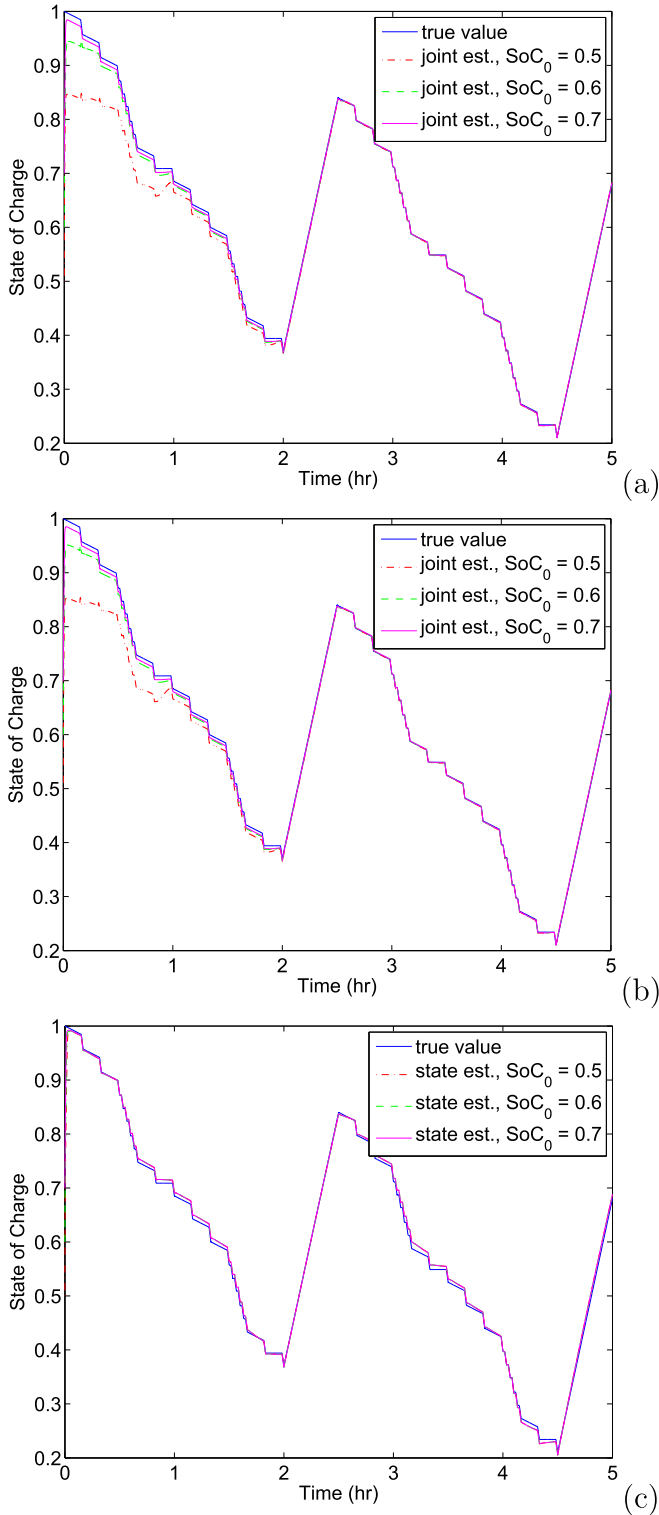 1
0.9
0.8
0.7
0.6
0.5
0.4
0.3
0.2
State of Charge
0 1 2 3 4 5
Time (hr)
true value
joint est., SoC0 = 0.5
joint est., SoC0 = 0.6
joint est., SoC0 = 0.7
(a)
1
0.9
0.8
0.7
0.6
0.5
0.4
0.3
0.2
State of Charge
0 1 2 3 4 5
Time (hr)
true value
joint est., SoC0 = 0.5
joint est., SoC0 = 0.6
joint est., SoC0 = 0.7
(b)
1
0.9
0.8
0.7
0.6
0.5
0.4
0.3
0.2
State of Charge
0 1 2 3 4 5
Time (hr)
true value
state est., SoC0 = 0.5
state est., SoC0 = 0.6
state est., SoC0 = 0.7
(c)